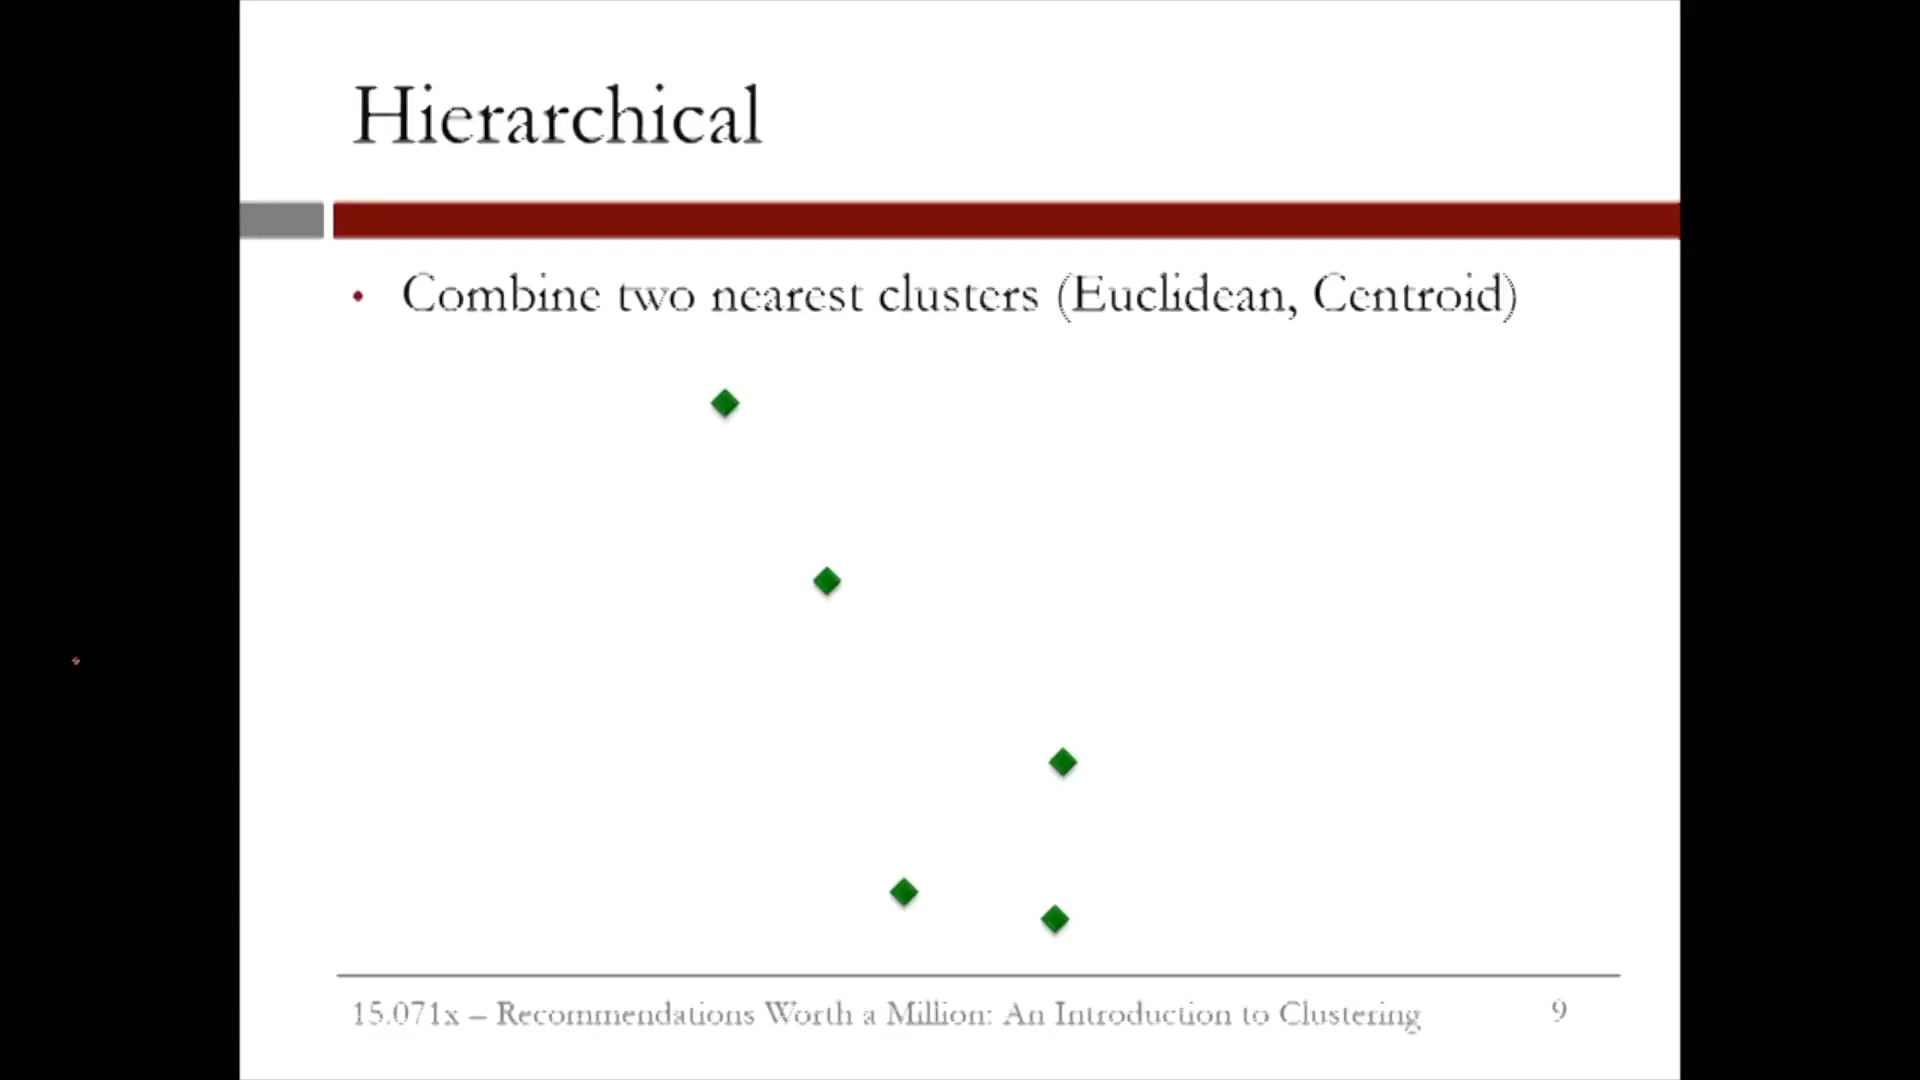 Hierarchical
• Combine two nearest clusters (Euclidean, Centroid)
15.071x – Recommendations Worth a Million: An Introduction to Clustering 9